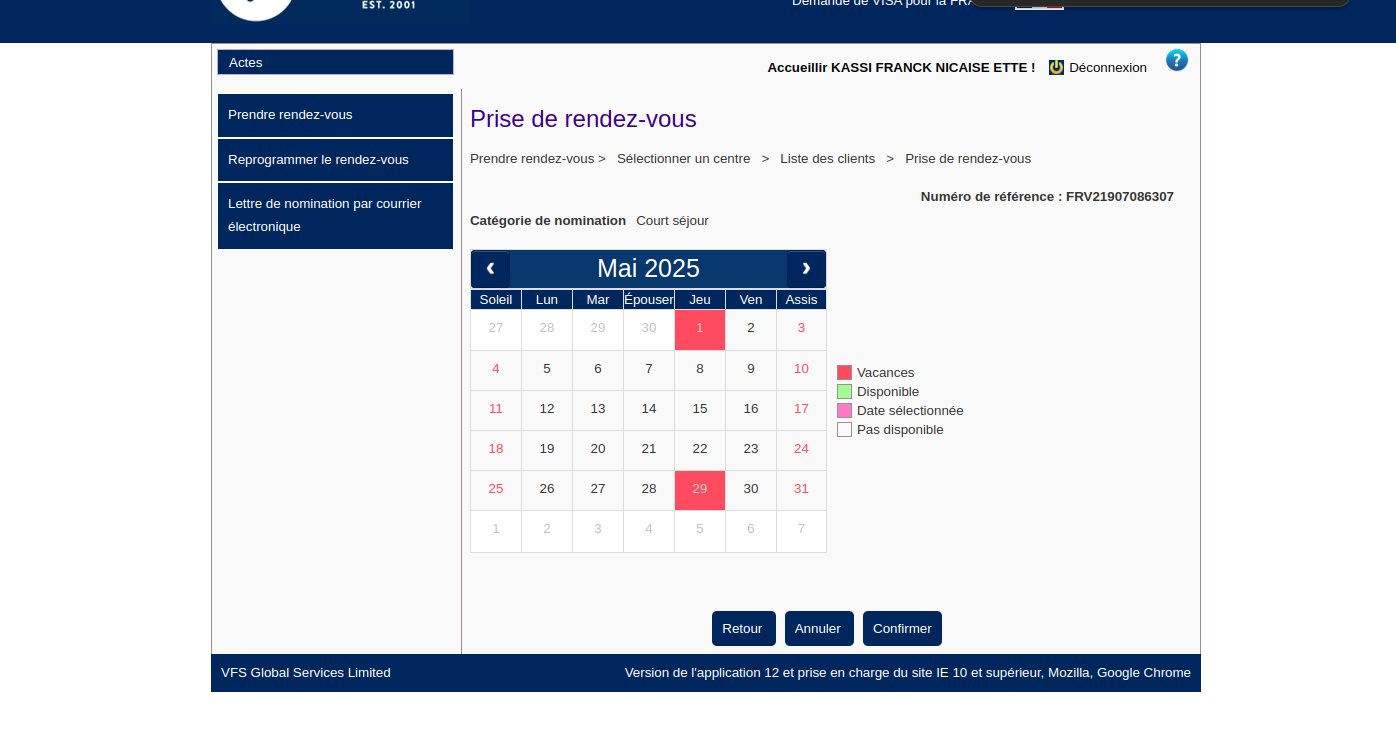 EST. 2001
Demande de VISA pour la FRA
Actes
Accueillir KASSI FRANCK NICAISE ETTE ! Déconnexion ?
Prendre rendez-vous
Reprogrammer le rendez-vous
Lettre de nomination par courrier
électronique
Prise de rendez-vous
Prendre rendez-vous > Sélectionner un centre > Liste des clients > Prise de rendez-vous
Numéro de référence : FRV21907086307
Catégorie de nomination Court séjour
‹ Mai 2025 ›
Soleil Lun Mar Épouser Jeu Ven Assis
27 28 29 30 1 2 3
4 5 6 7 8 9 10
11 12 13 14 15 16 17
18 19 20 21 22 23 24
25 26 27 28 29 30 31
1 2 3 4 5 6 7
Vacances
Disponible
Date sélectionnée
Pas disponible
Retour Annuler Confirmer
VFS Global Services Limited Version de l'application 12 et prise en charge du site IE 10 et supérieur, Mozilla, Google Chrome